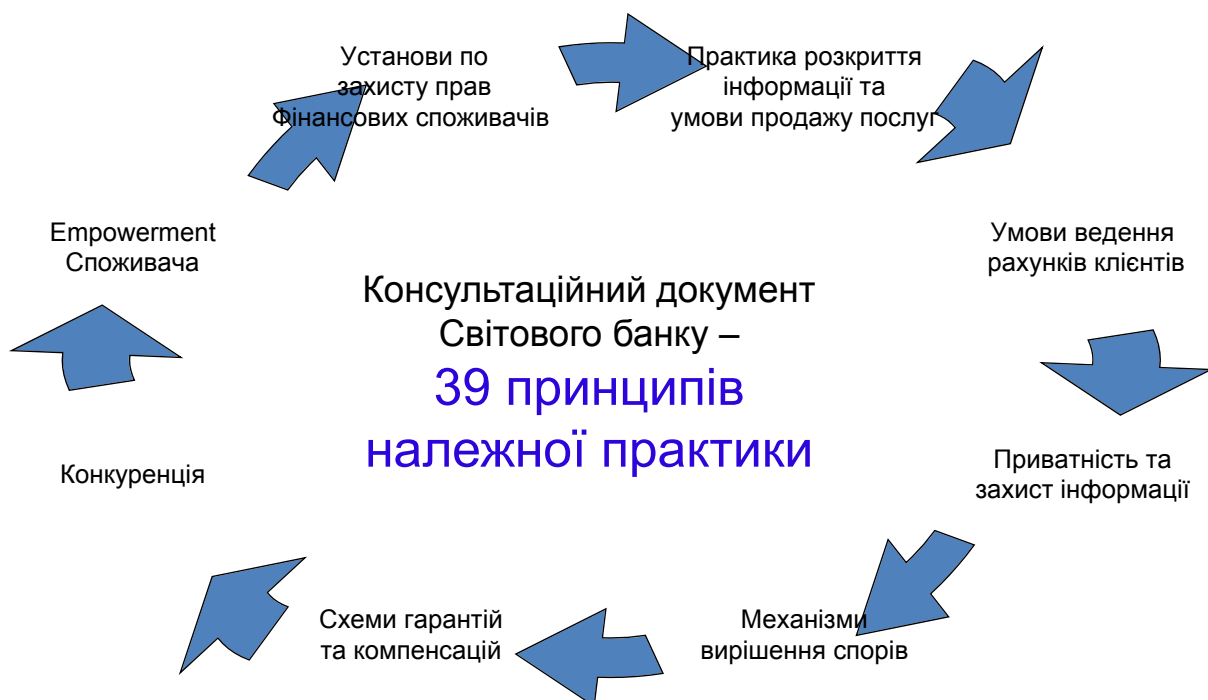 Установи по
захисту прав
Фінансових споживачів
Практика розкриття
інформації та
умови продажу послуг
Умови ведення
рахунків клієнтів
Приватність та
захист інформації
Механізми
вирішення спорів
Схеми гарантій
та компенсацій
Конкуренція
Empowerment
Споживача
Консультаційний документ
Світового банку –
39 принципів
належної практики